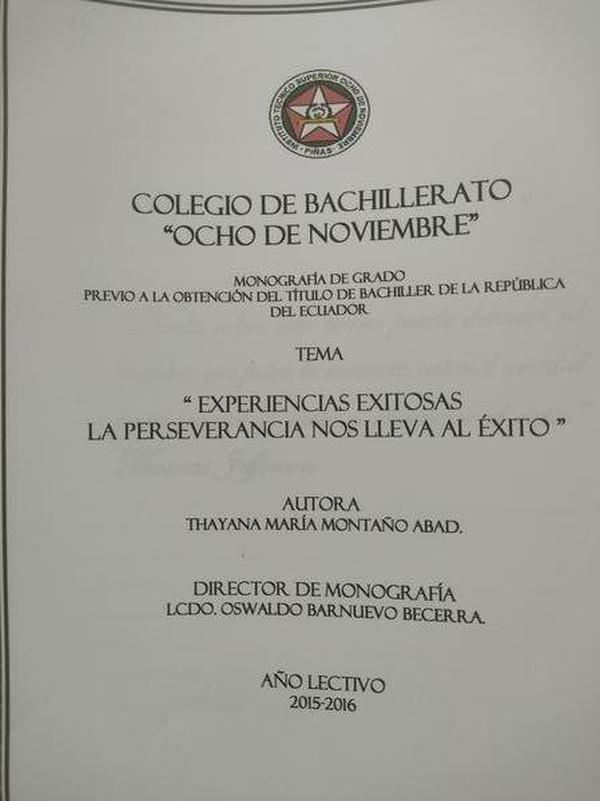 INSTITUTO TECNICO SUPERIOR OCHO DE NOVIEMBRE
- PIÑAS -
COLEGIO DE BACHILLERATO
“OCHO DE NOVIEMBRE”
MONOGRAFÍA DE GRADO
PREVIO A LA OBTENCIÓN DEL TÍTULO DE BACHILLER DE LA REPÚBLICA
DEL ECUADOR
TEMA
“ EXPERIENCIAS EXITOSAS
LA PERSEVERANCIA NOS LLEVA AL ÉXITO ”
AUTORA
THAYANA MARÍA MONTAÑO ABAD.
DIRECTOR DE MONOGRAFÍA
LCDO. OSWALDO BARNUEVO BECERRA.
AÑO LECTIVO
2015-2016